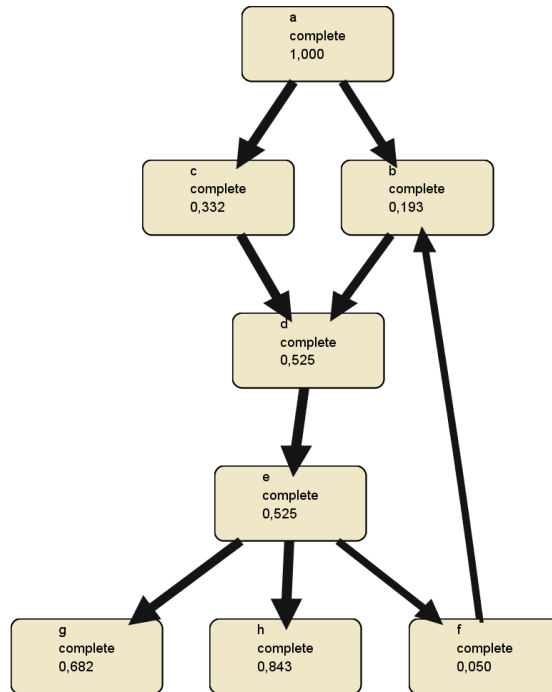 a
complete
1,000
c
complete
0,332
b
complete
0,193
d
complete
0,525
e
complete
0,525
g
complete
0,682
h
complete
0,843
f
complete
0,050